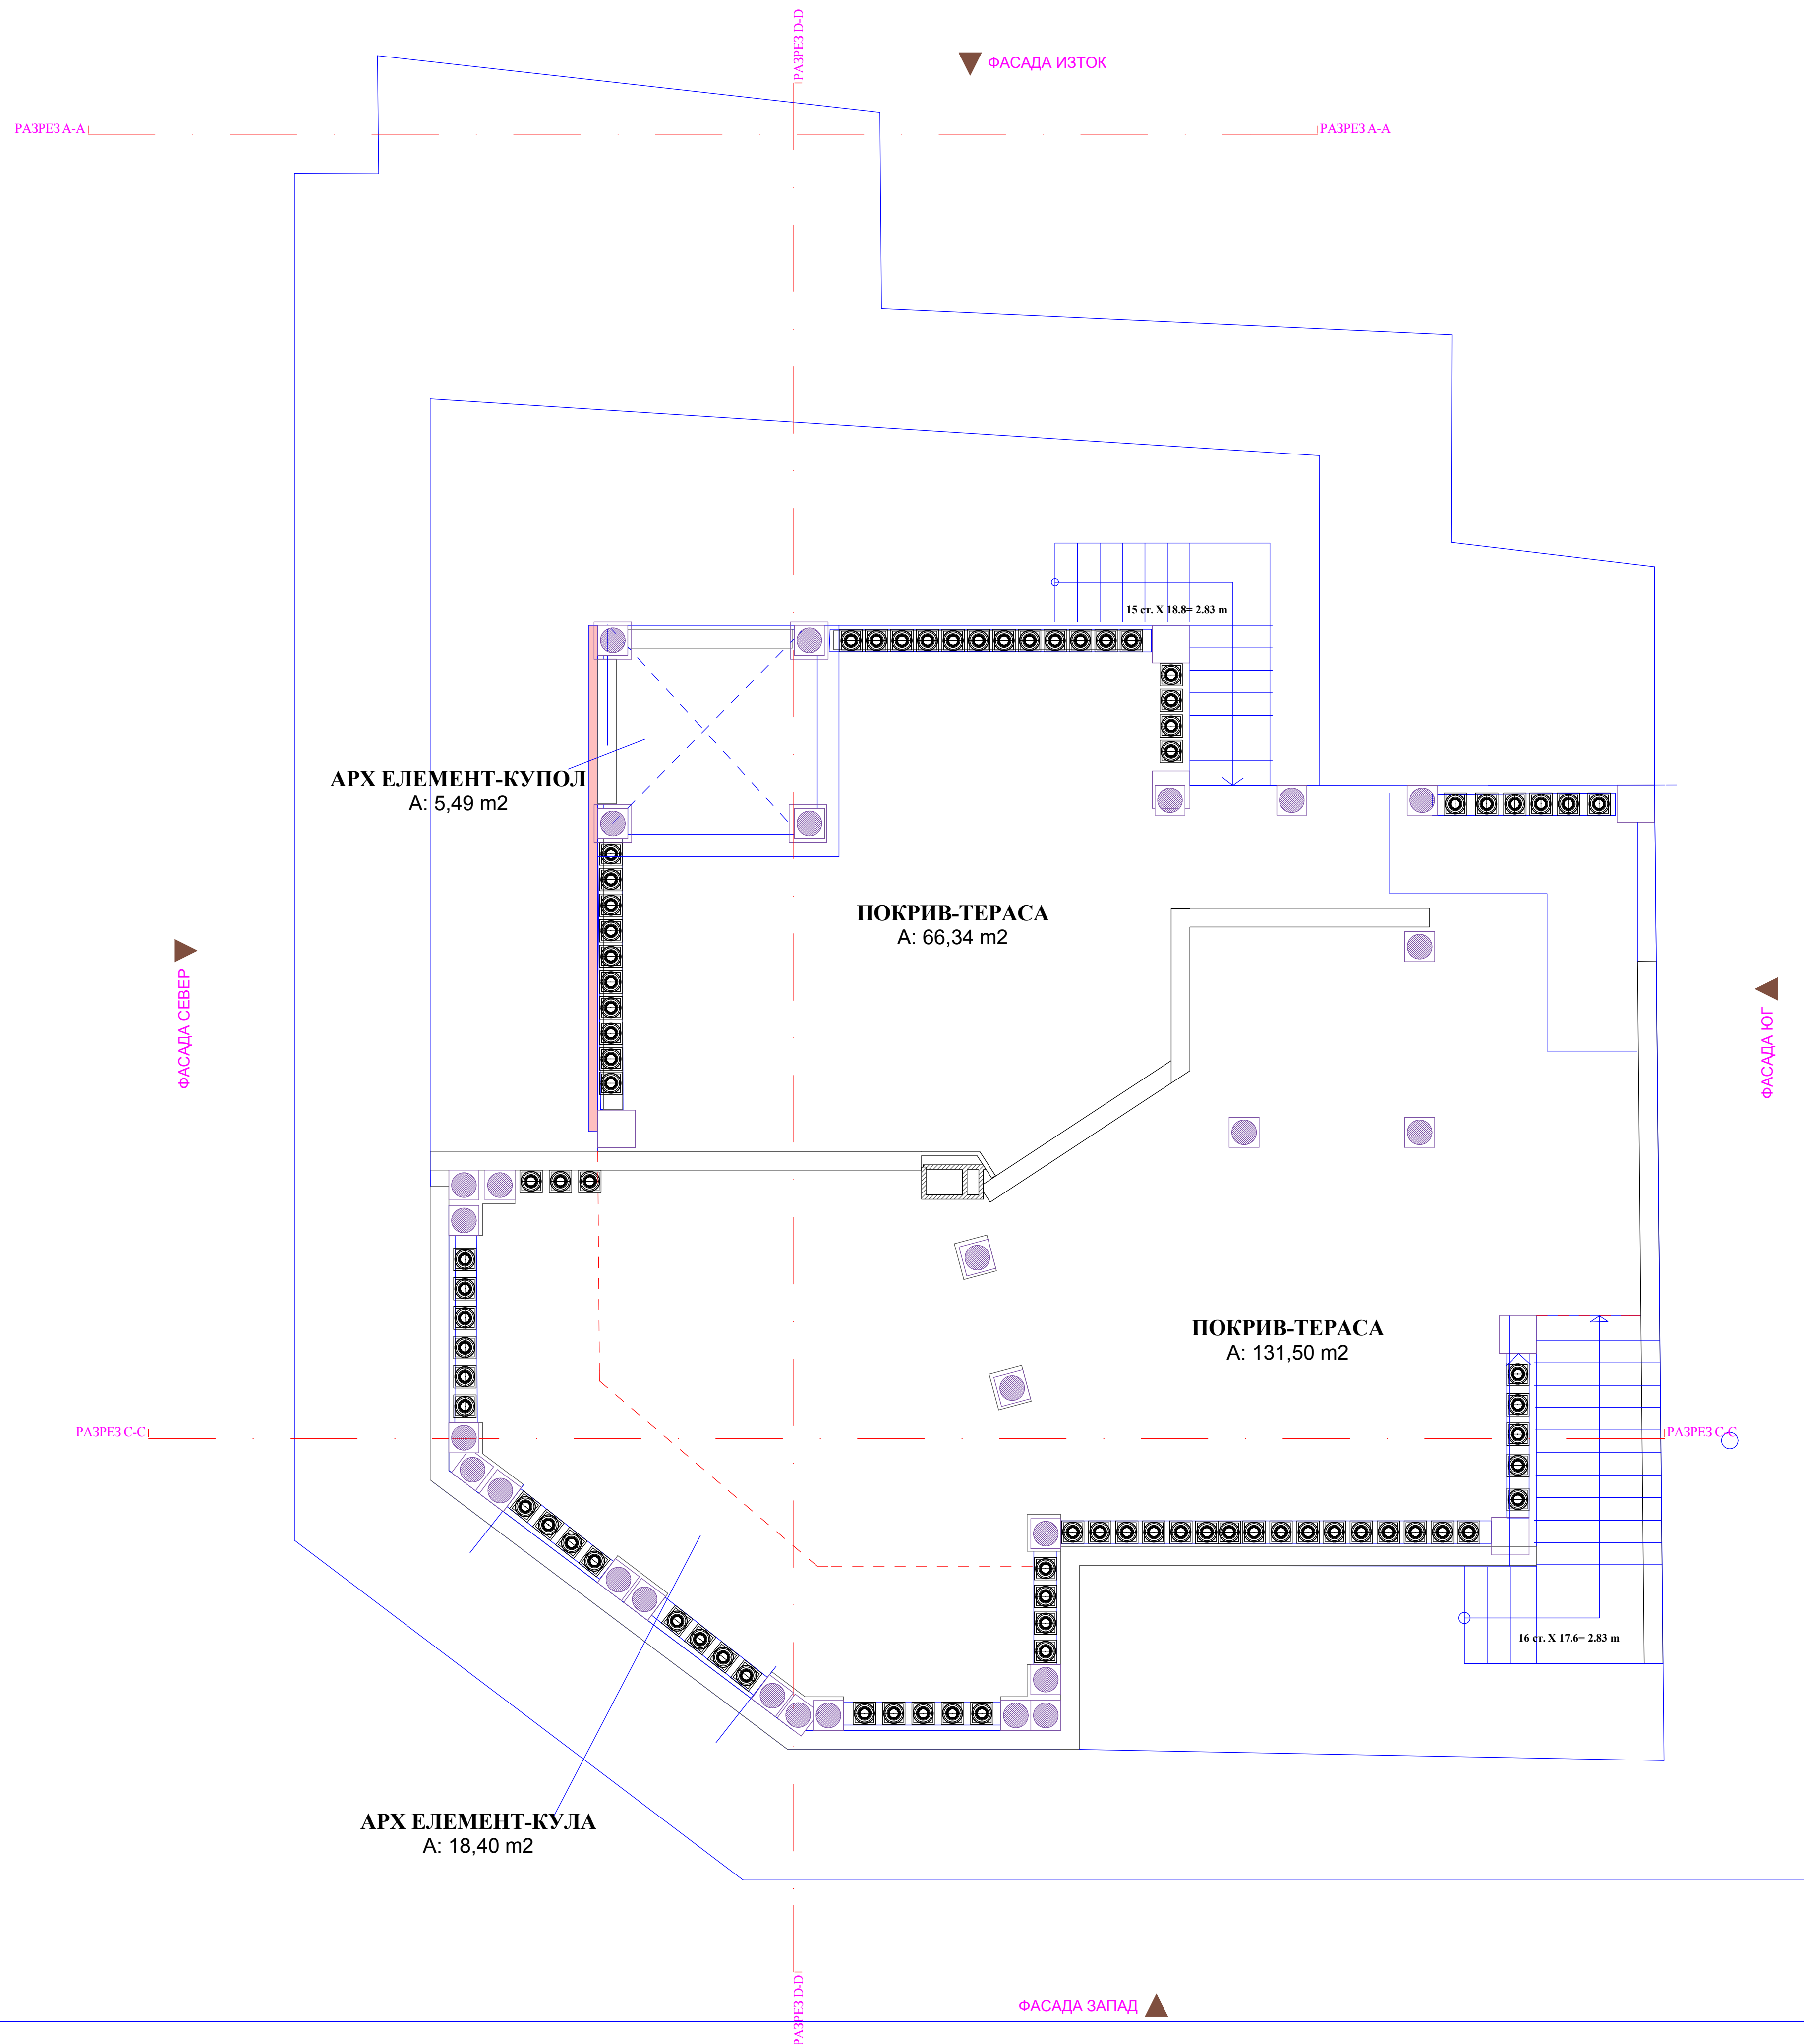 РАЗРЕЗ D-D
ФАСАДА ИЗТОК
РАЗРЕЗ A-A
РАЗРЕЗ A-A
15 ст. X 18.8= 2.83 m
АРХ ЕЛЕМЕНТ-КУПОЛ
A: 5,49 m2
ПОКРИВ-ТЕРАСА
A: 66,34 m2
ФАСАДА СЕВЕР
ФАСАДА ЮГ
ПОКРИВ-ТЕРАСА
A: 131,50 m2
РАЗРЕЗ C-C
РАЗРЕЗ C-C
16 ст. X 17.6= 2.83 m
АРХ ЕЛЕМЕНТ-КУЛА
A: 18,40 m2
РАЗРЕЗ D-D
ФАСАДА ЗАПАД